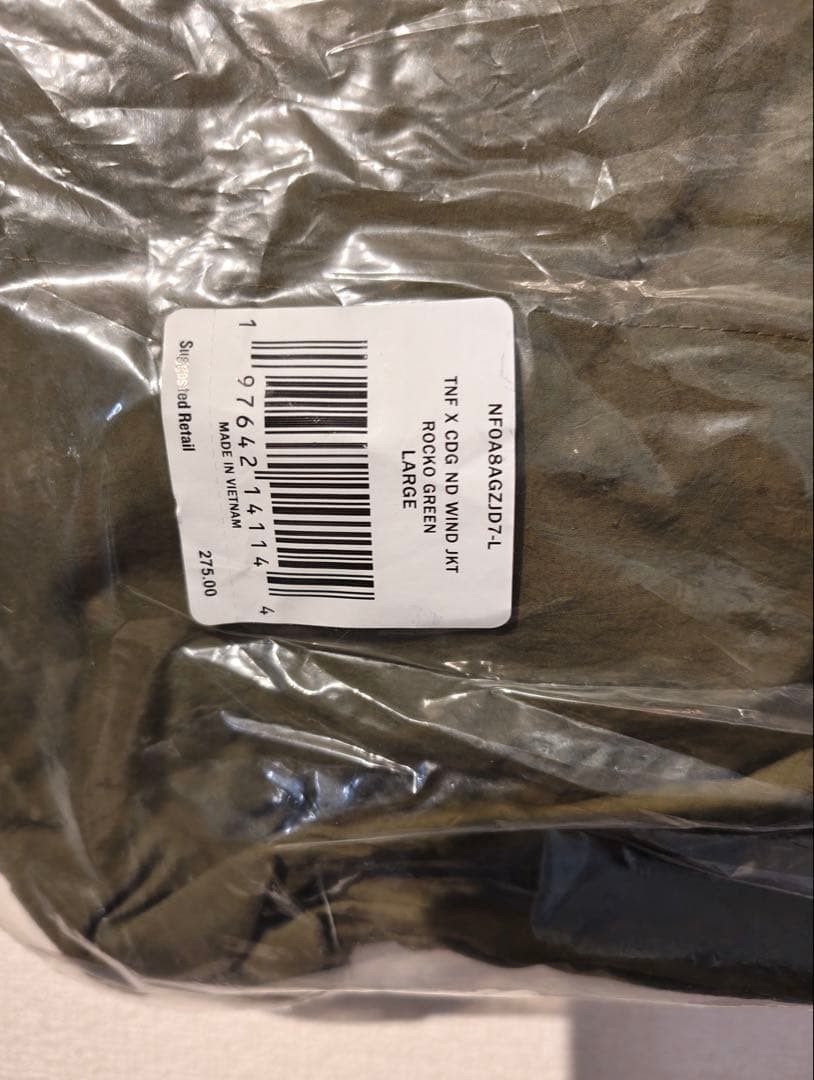 NF0A8AGZJD7-L
TNF X CDG ND WIND JKT
ROCKO GREEN
LARGE
1 97642 14114 4
MADE IN VIETNAM
Suggested Retail 275.00